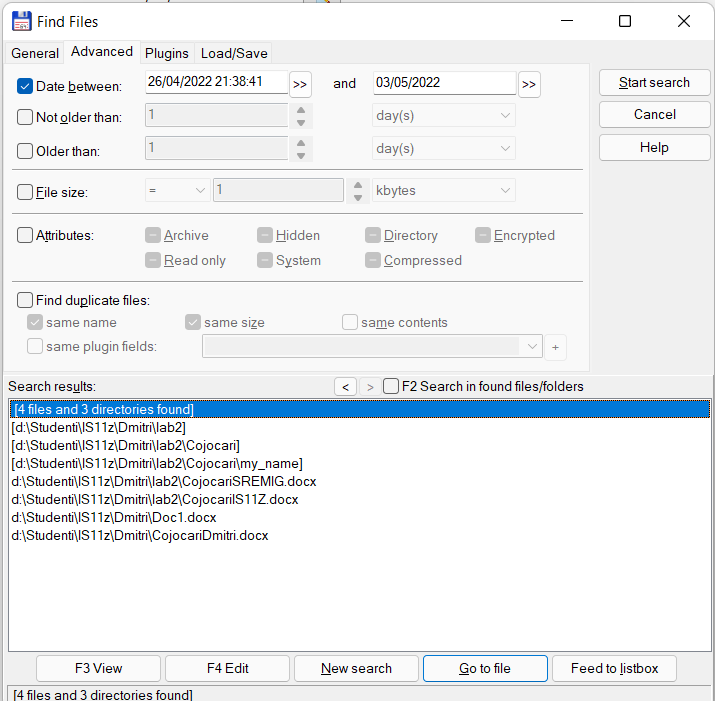 Find Files
General Advanced Plugins Load/Save
Date between: 26/04/2022 21:38:41 >> and 03/05/2022 >> Start search
Not older than: 1 day(s) Cancel
Older than: 1 day(s) Help
File size: = 1 kbytes
Attributes: Archive Hidden Directory Encrypted
Read only System Compressed
Find duplicate files:
same name same size same contents
same plugin fields: +
Search results: < > F2 Search in found files/folders
[4 files and 3 directories found]
[d:\Studenti\IS11z\Dmitri\lab2]
[d:\Studenti\IS11z\Dmitri\lab2\Cojocari]
[d:\Studenti\IS11z\Dmitri\lab2\Cojocari\my_name]
d:\Studenti\IS11z\Dmitri\lab2\CojocariSREMIG.docx
d:\Studenti\IS11z\Dmitri\lab2\CojocariIS11Z.docx
d:\Studenti\IS11z\Dmitri\Doc1.docx
d:\Studenti\IS11z\Dmitri\CojocariDmitri.docx
F3 View F4 Edit New search Go to file Feed to listbox
[4 files and 3 directories found]